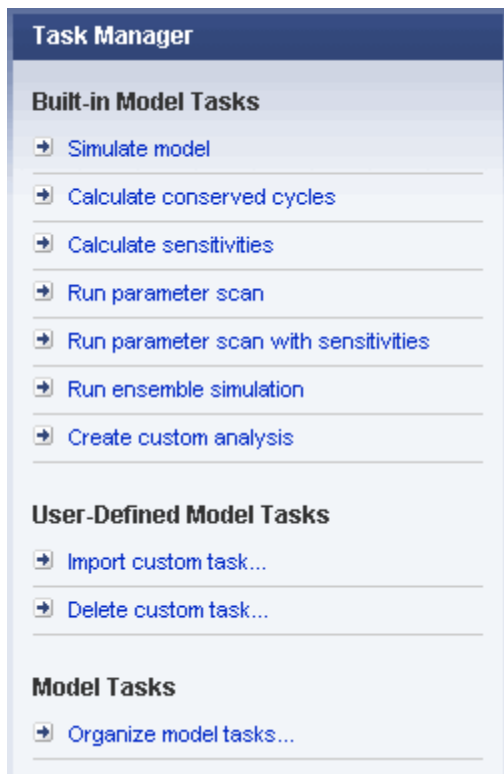 Task Manager
Built-in Model Tasks
Simulate model
Calculate conserved cycles
Calculate sensitivities
Run parameter scan
Run parameter scan with sensitivities
Run ensemble simulation
Create custom analysis
User-Defined Model Tasks
Import custom task...
Delete custom task...
Model Tasks
Organize model tasks...